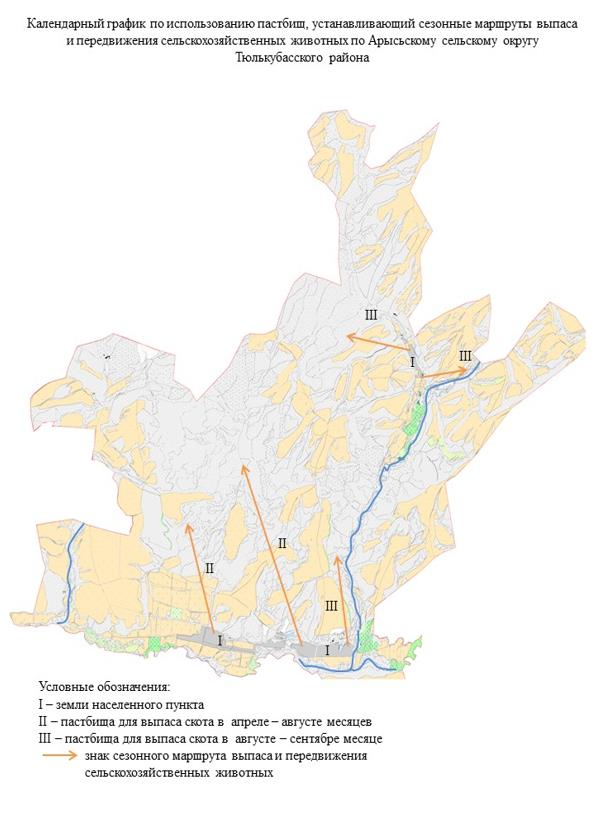 Календарный график по использованию пастбищ, устанавливающий сезонные маршруты выпаса
и передвижения сельскохозяйственных животных по Арысьскому сельскому округу
Тюлькубасского района
III
I
III
II
II
III
I
I
Условные обозначения:
I – земли населенного пункта
II – пастбища для выпаса скота в апреле – августе месяцев
III – пастбища для выпаса скота в августе – сентябре месяце
знак сезонного маршрута выпаса и передвижения
сельскохозяйственных животных